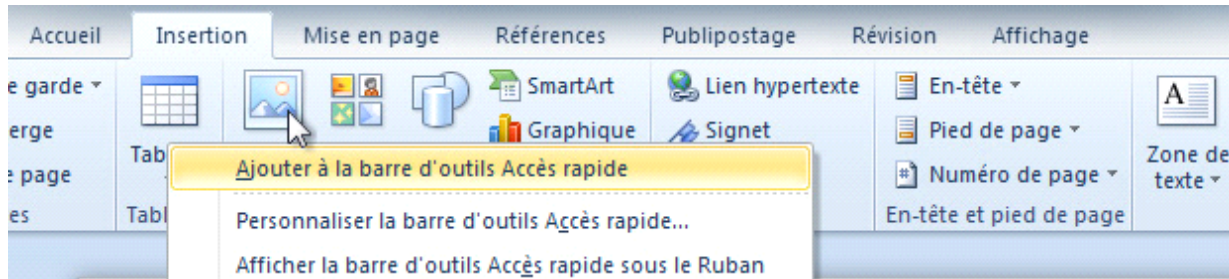 Accueil Insertion Mise en page Références Publipostage Révision Affichage
e garde SmartArt Lien hypertexte En-tête A
erge Graphique Signet Pied de page
Tab Zone de
e page Numéro de page texte
es Tabl En-tête et pied de page
Ajouter à la barre d'outils Accès rapide
Personnaliser la barre d'outils Accès rapide...
Afficher la barre d'outils Accès rapide sous le Ruban